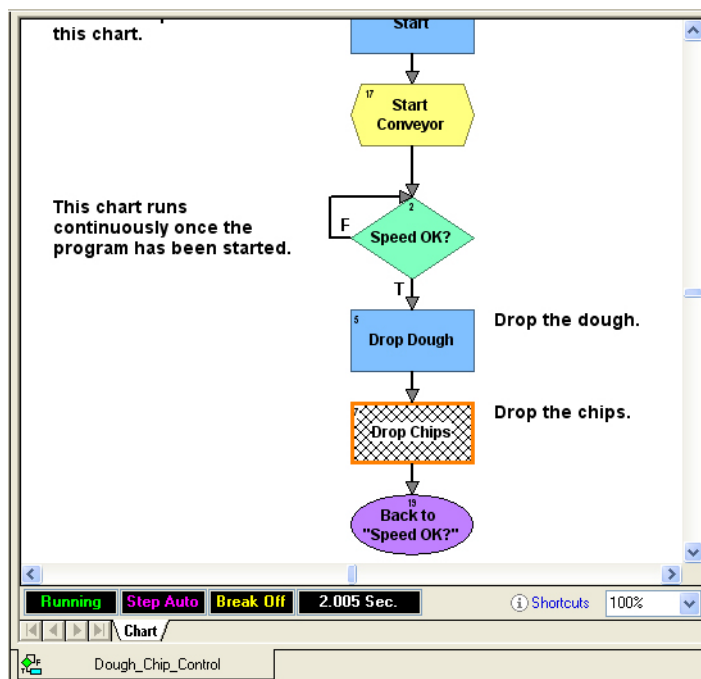 this chart.
Start
17
Start
Conveyor
This chart runs
continuously once the
program has been started.
2
F
Speed OK?
T
5
Drop Dough
Drop the dough.
7
Drop Chips
Drop the chips.
19
Back to
"Speed OK?"
Running Step Auto Break Off 2.005 Sec. Shortcuts 100%
Chart
Dough_Chip_Control